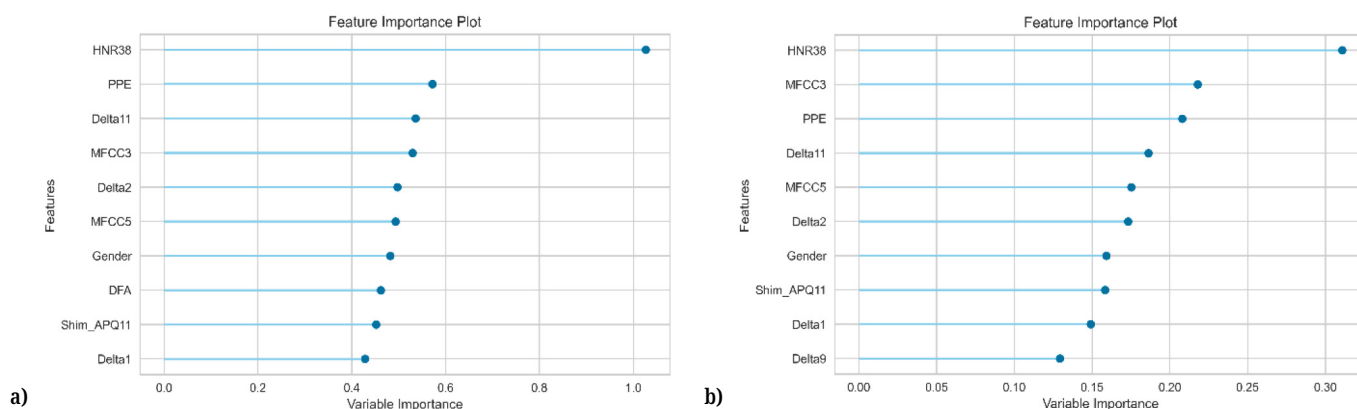 Feature Importance Plot
HNR38
PPE
Delta11
MFCC3
Delta2
MFCC5
Gender
DFA
Shim_APQ11
Delta1
Features
0.0 0.2 0.4 0.6 0.8 1.0
Variable Importance
a)
Feature Importance Plot
HNR38
MFCC3
PPE
Delta11
MFCC5
Delta2
Gender
Shim_APQ11
Delta1
Delta9
Features
0.00 0.05 0.10 0.15 0.20 0.25 0.30
Variable Importance
b)